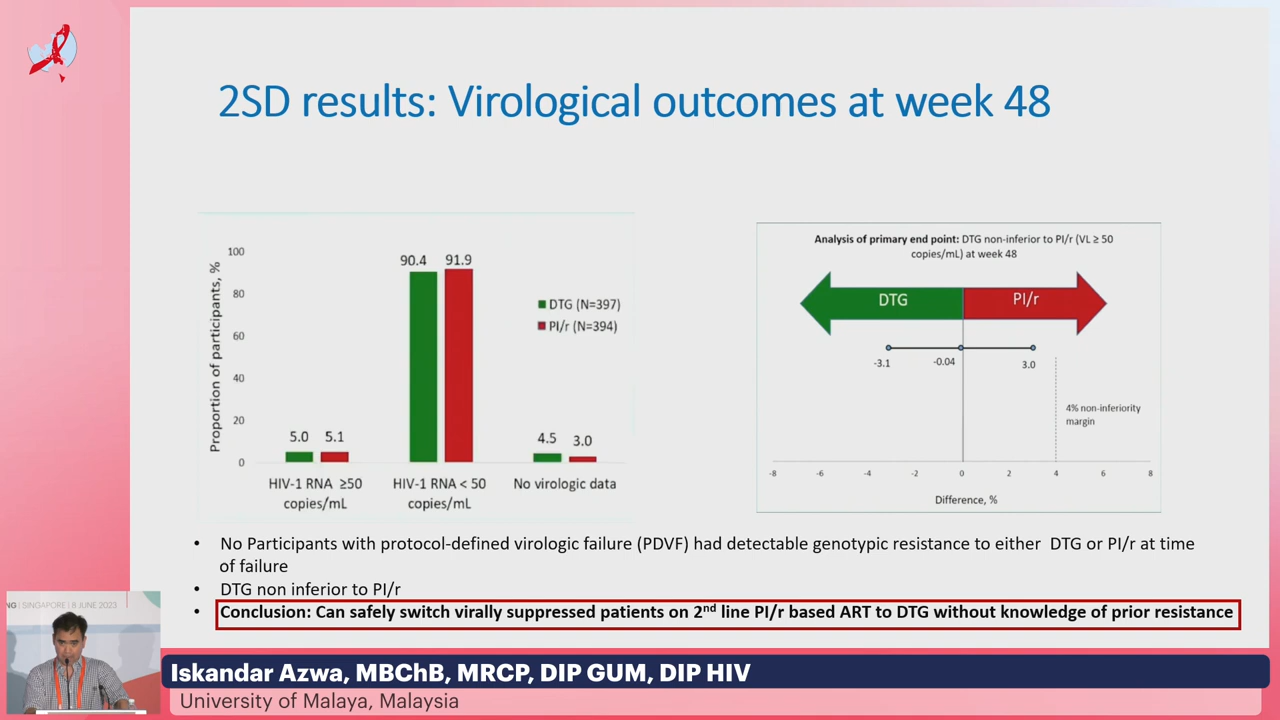 2SD results: Virological outcomes at week 48
Proportion of participants, %
100
80
60
40
20
0
5.0 5.1
90.4 91.9
4.5 3.0
DTG (N=397)
PI/r (N=394)
HIV-1 RNA ≥50 copies/mL
HIV-1 RNA < 50 copies/mL
No virologic data
Analysis of primary end point: DTG non-inferior to PI/r (VL ≥ 50
copies/mL) at week 48
DTG PI/r
-3.1 -0.04 3.0
4% non-inferiority
margin
-8 -6 -4 -2 0 2 4 6 8
Difference, %
• No Participants with protocol-defined virologic failure (PDVF) had detectable genotypic resistance to either DTG or PI/r at time
of failure
• DTG non inferior to PI/r
• Conclusion: Can safely switch virally suppressed patients on 2nd line PI/r based ART to DTG without knowledge of prior resistance
NG | SINGAPORE | 8 JUNE 2023
Iskandar Azwa, MBChB, MRCP, DIP GUM, DIP HIV
University of Malaya, Malaysia